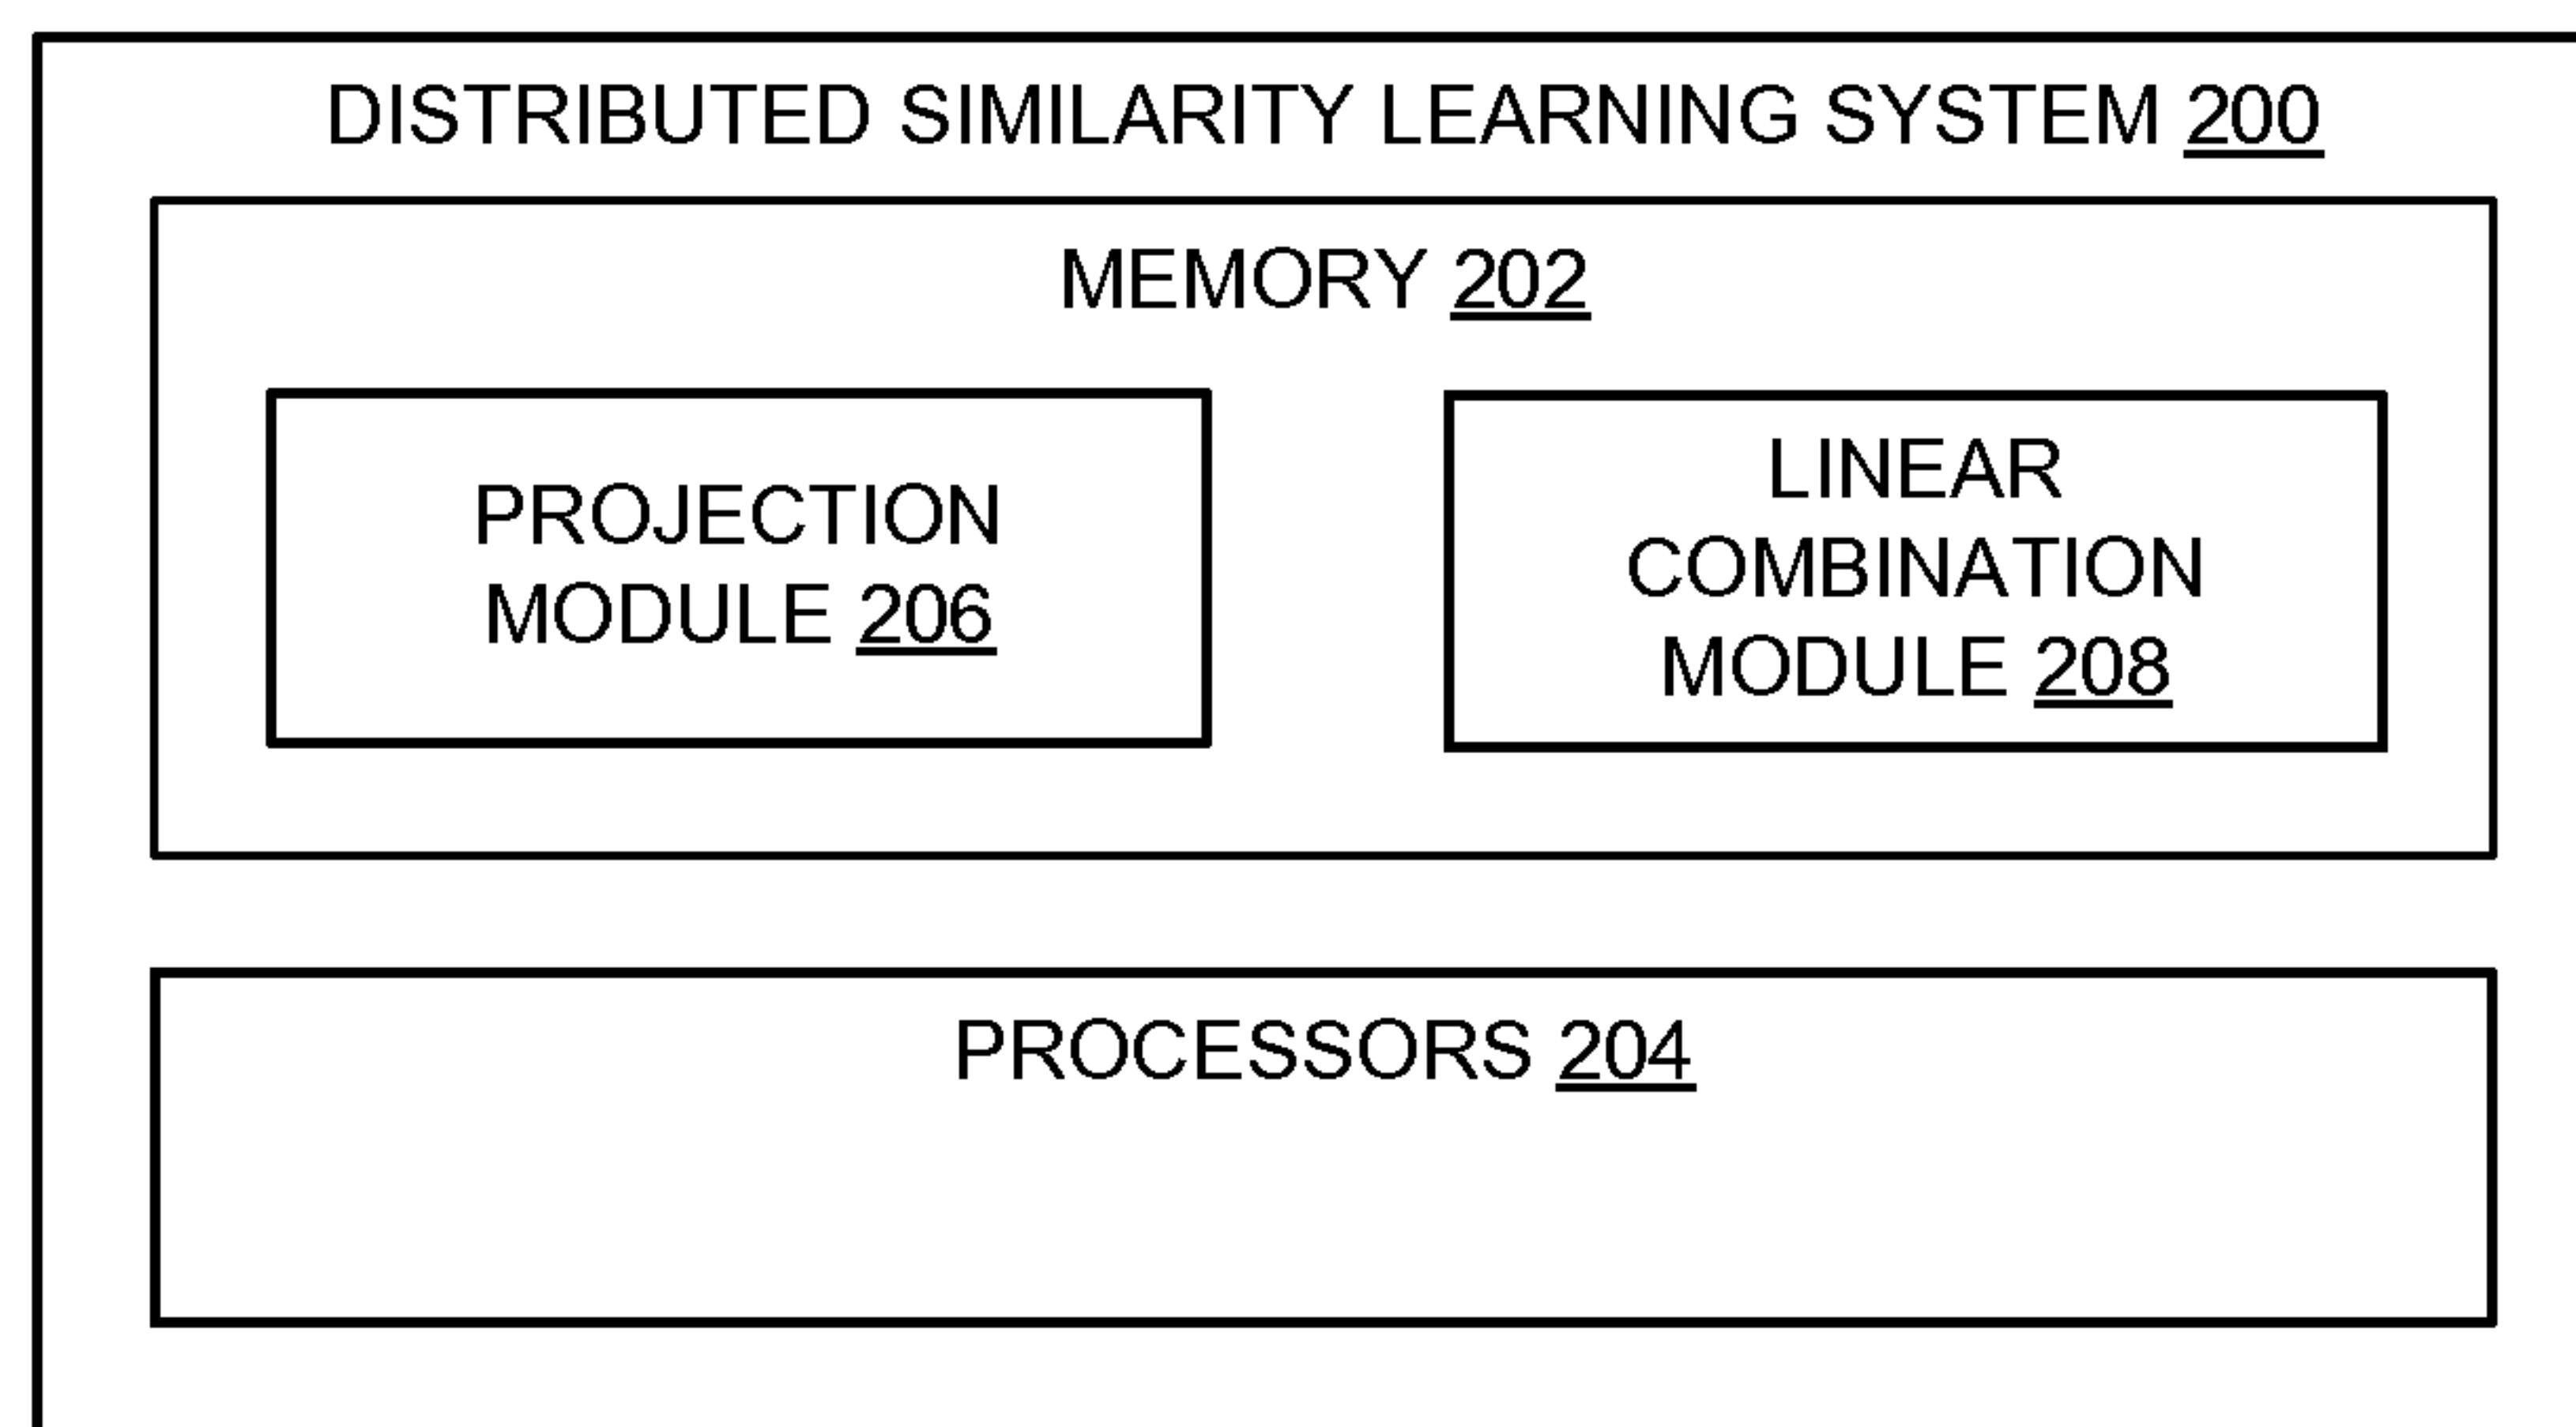 DISTRIBUTED SIMILARITY LEARNING SYSTEM 200
MEMORY 202
PROJECTION
MODULE 206
LINEAR
COMBINATION
MODULE 208
PROCESSORS 204